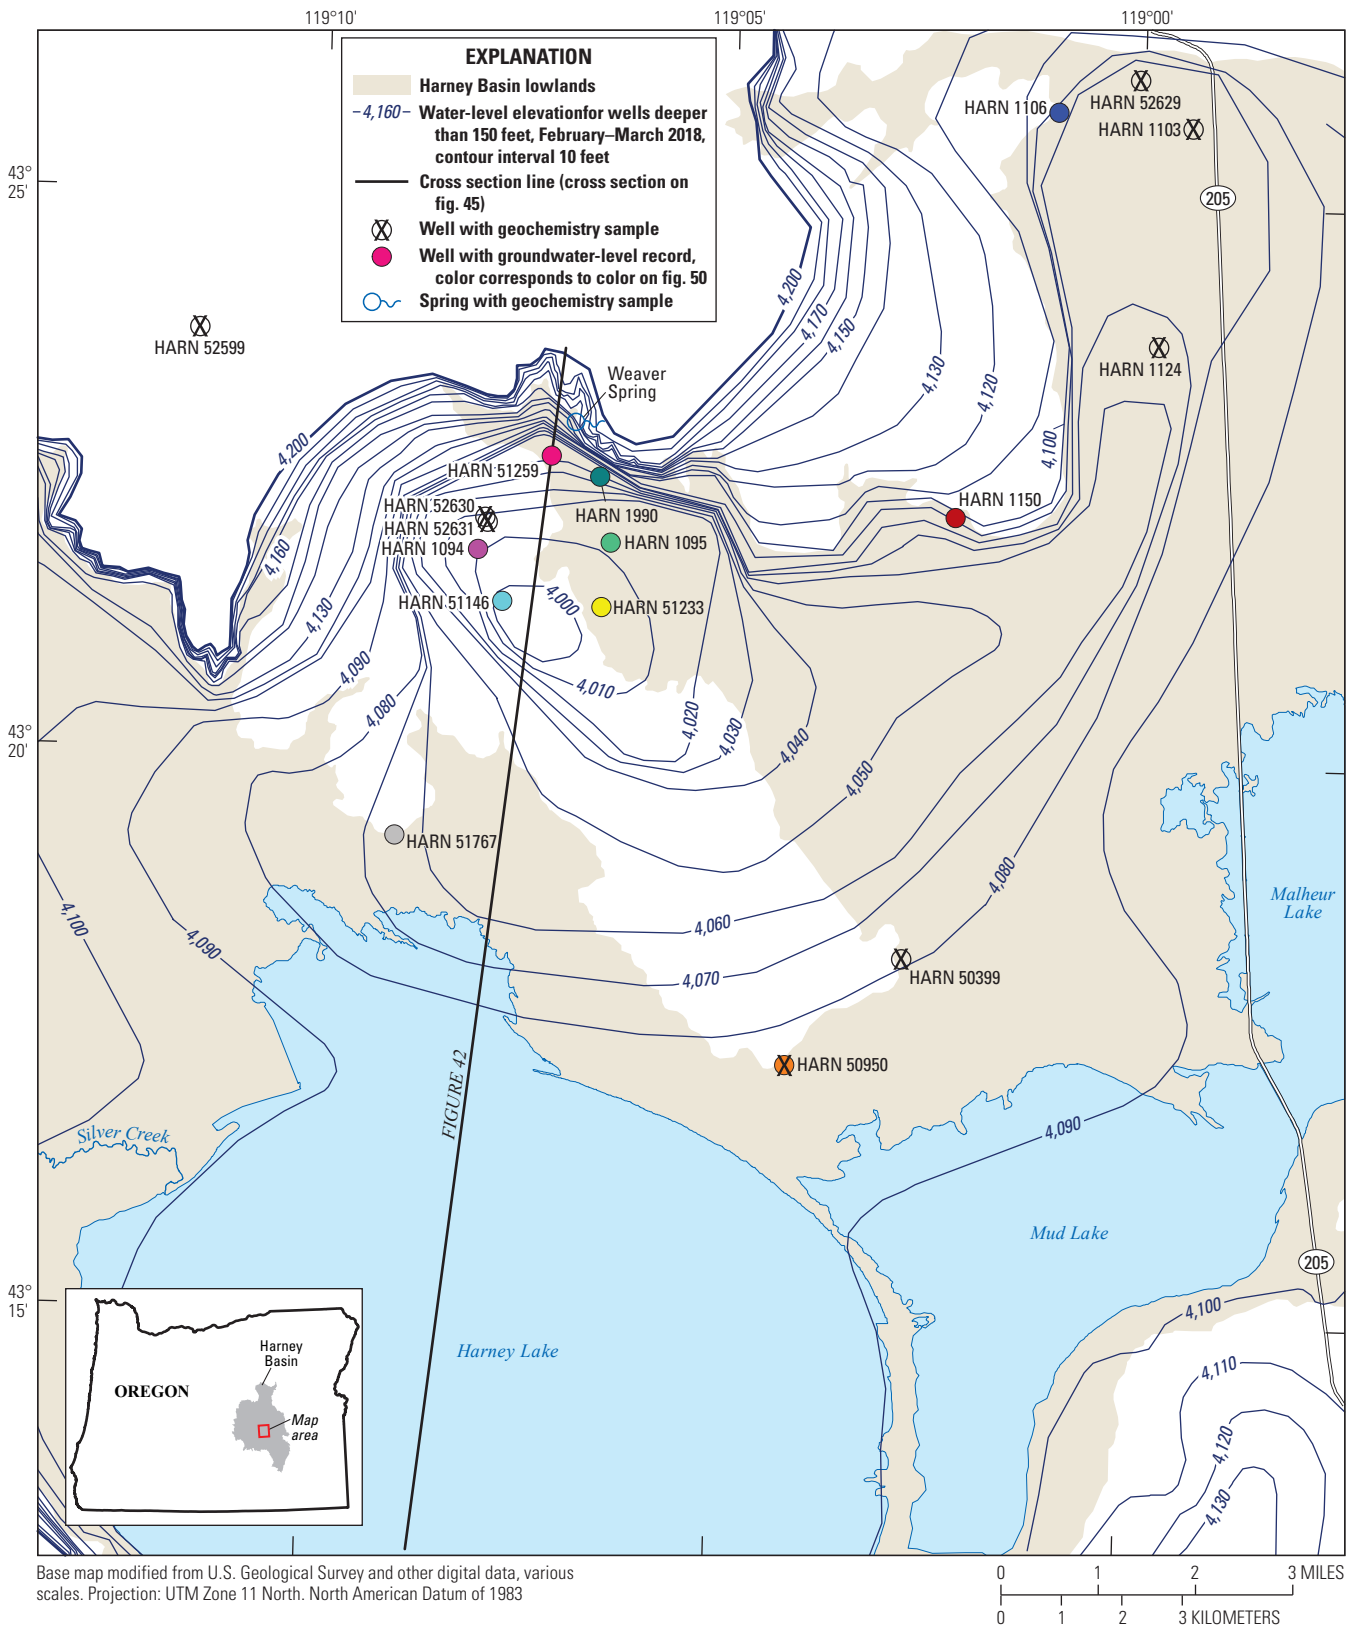 119°10'
119°05'
119°00'
EXPLANATION
Harney Basin lowlands
4,160
Water-level elevationfor wells deeper
than 150 feet, February–March 2018,
contour interval 10 feet
Cross section line (cross section on
fig. 45)
Well with geochemistry sample
Well with groundwater-level record,
color corresponds to color on fig. 50
Spring with geochemistry sample
HARN 1106
HARN 52629
HARN 1103
43°
25'
205
4,200
4,170
4,150
4,130
4,120
4,100
HARN 52599
HARN 1124
Weaver
Spring
4,200
HARN 51259
HARN 1990
HARN 1150
HARN 52630
HARN 52631
HARN 1094
HARN 1095
4,160
4,130
HARN 51146
4,000
HARN 51233
4,090
4,080
4,010
4,020
4,030
4,040
4,050
43°
20'
HARN 51767
4,080
4,100
4,090
4,060
4,070
Malheur
Lake
HARN 50399
HARN 50950
FIGURE 42
Silver Creek
4,090
Mud Lake
205
43°
15'
4,100
Harney Lake
4,110
4,120
4,130
Harney
Basin
OREGON
Map
area
Base map modified from U.S. Geological Survey and other digital data, various
scales. Projection: UTM Zone 11 North. North American Datum of 1983
0 1 2 3 MILES
0 1 2 3 KILOMETERS